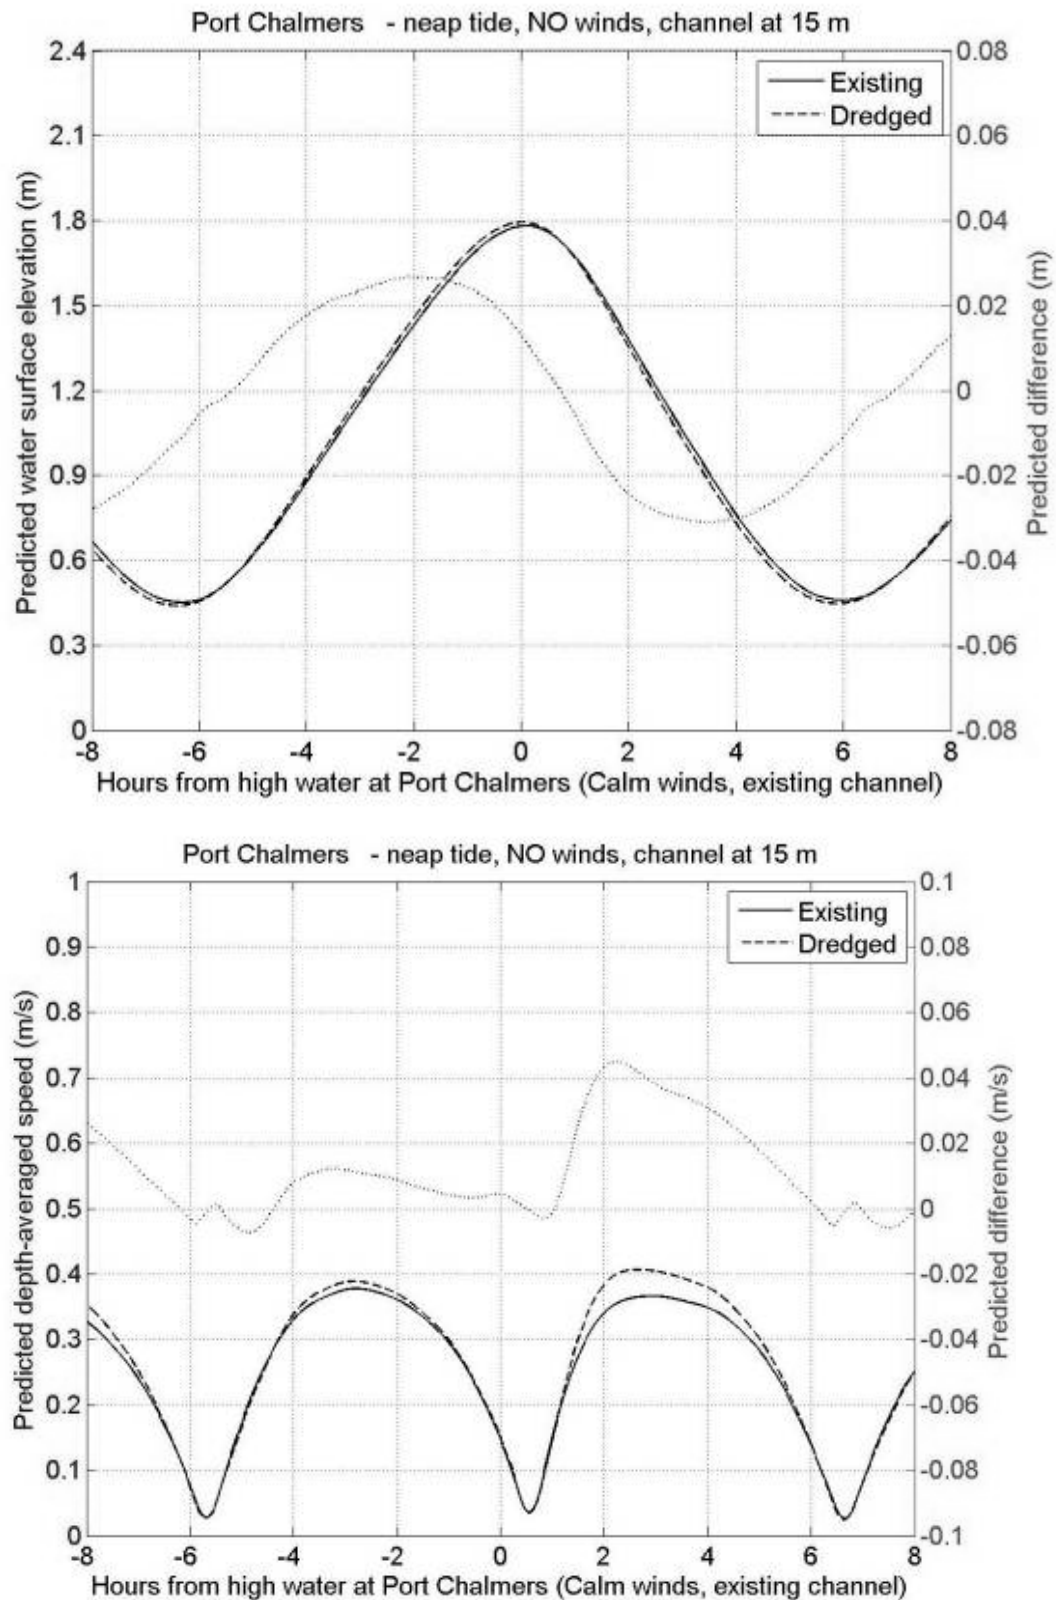 Port Chalmers - neap tide, NO winds, channel at 15 m
Predicted water surface elevation (m)
2.4
2.1
1.8
1.5
1.2
0.9
0.6
0.3
0
Existing
Dredged
0.08
0.06
0.04
0.02
0
-0.02
-0.04
-0.06
-0.08
Predicted difference (m)
-8 -6 -4 -2 0 2 4 6 8
Hours from high water at Port Chalmers (Calm winds, existing channel)
Port Chalmers - neap tide, NO winds, channel at 15 m
Predicted depth-averaged speed (m/s)
1
0.9
0.8
0.7
0.6
0.5
0.4
0.3
0.2
0.1
0
Existing
Dredged
0.1
0.08
0.06
0.04
0.02
0
-0.02
-0.04
-0.06
-0.08
-0.1
Predicted difference (m/s)
-8 -6 -4 -2 0 2 4 6 8
Hours from high water at Port Chalmers (Calm winds, existing channel)